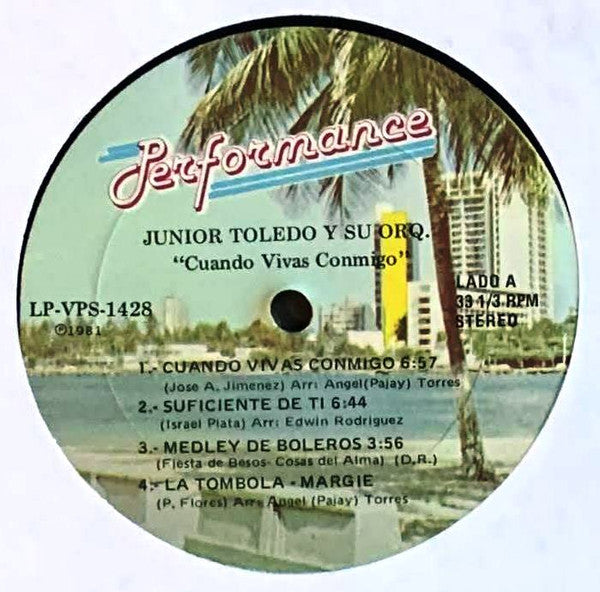 Performance
JUNIOR TOLEDO Y SU ORQ.
"Cuando Vivas Conmigo"
LADO A
33 1/3 RPM
STEREO
LP-VPS-1428
℗1981
1.- CUANDO VIVAS CONMIGO 6:57
(Jose A. Jimenez) Arr: Angel(Pajay) Torres
2.- SUFICIENTE DE TI 6:44
(Israel Plata) Arr: Edwin Rodriguez
3.- MEDLEY DE BOLEROS 3:56
(Fiesta de Besos- Cosas del Alma) (D.R.)
4.- LA TOMBOLA - MARGIE
(P. Flores) Arr: Angel (Pajay) Torres